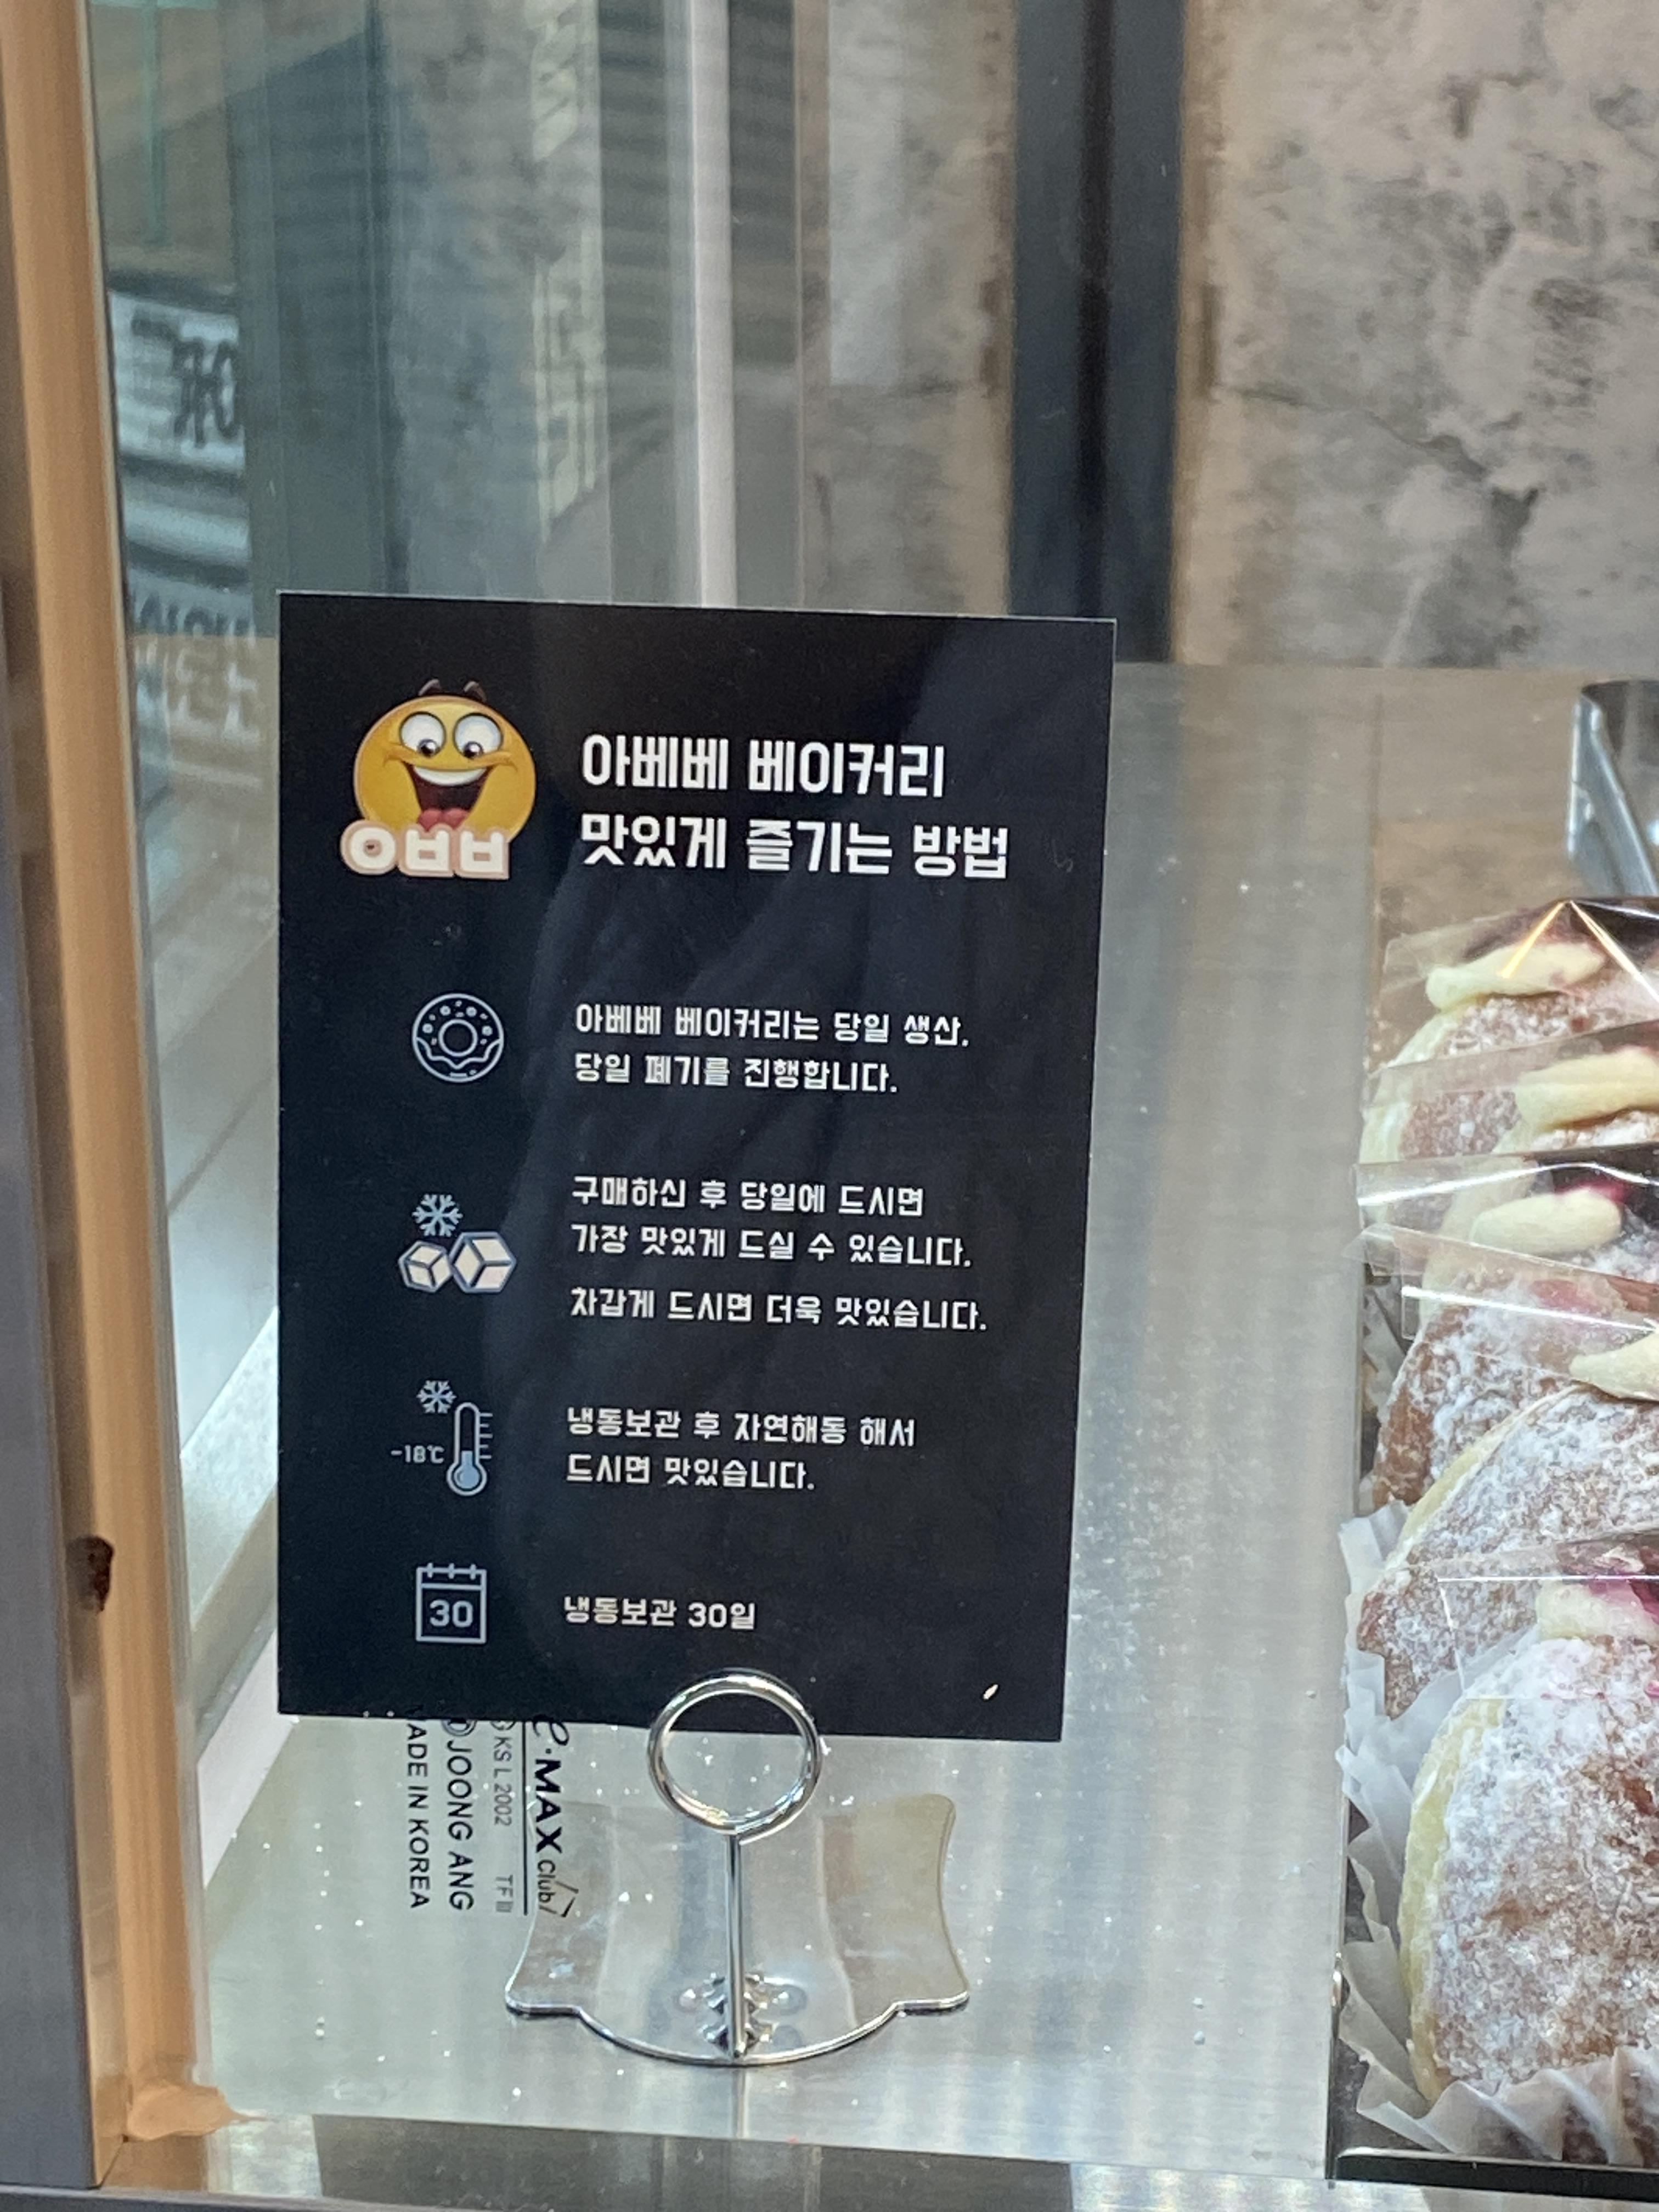 ㅇㅂㅂ
아베베 베이커리
맛있게 즐기는 방법
아베베 베이커리는 당일 생산,
당일 폐기를 진행합니다.
구매하신 후 당일에 드시면
가장 맛있게 드실 수 있습니다.
차갑게 드시면 더욱 맛있습니다.
-18℃
냉동보관 후 자연해동 해서
드시면 맛있습니다.
30
냉동보관 30일
e·MAX Club
KS L 2002
JOONG ANG
MADE IN KOREA